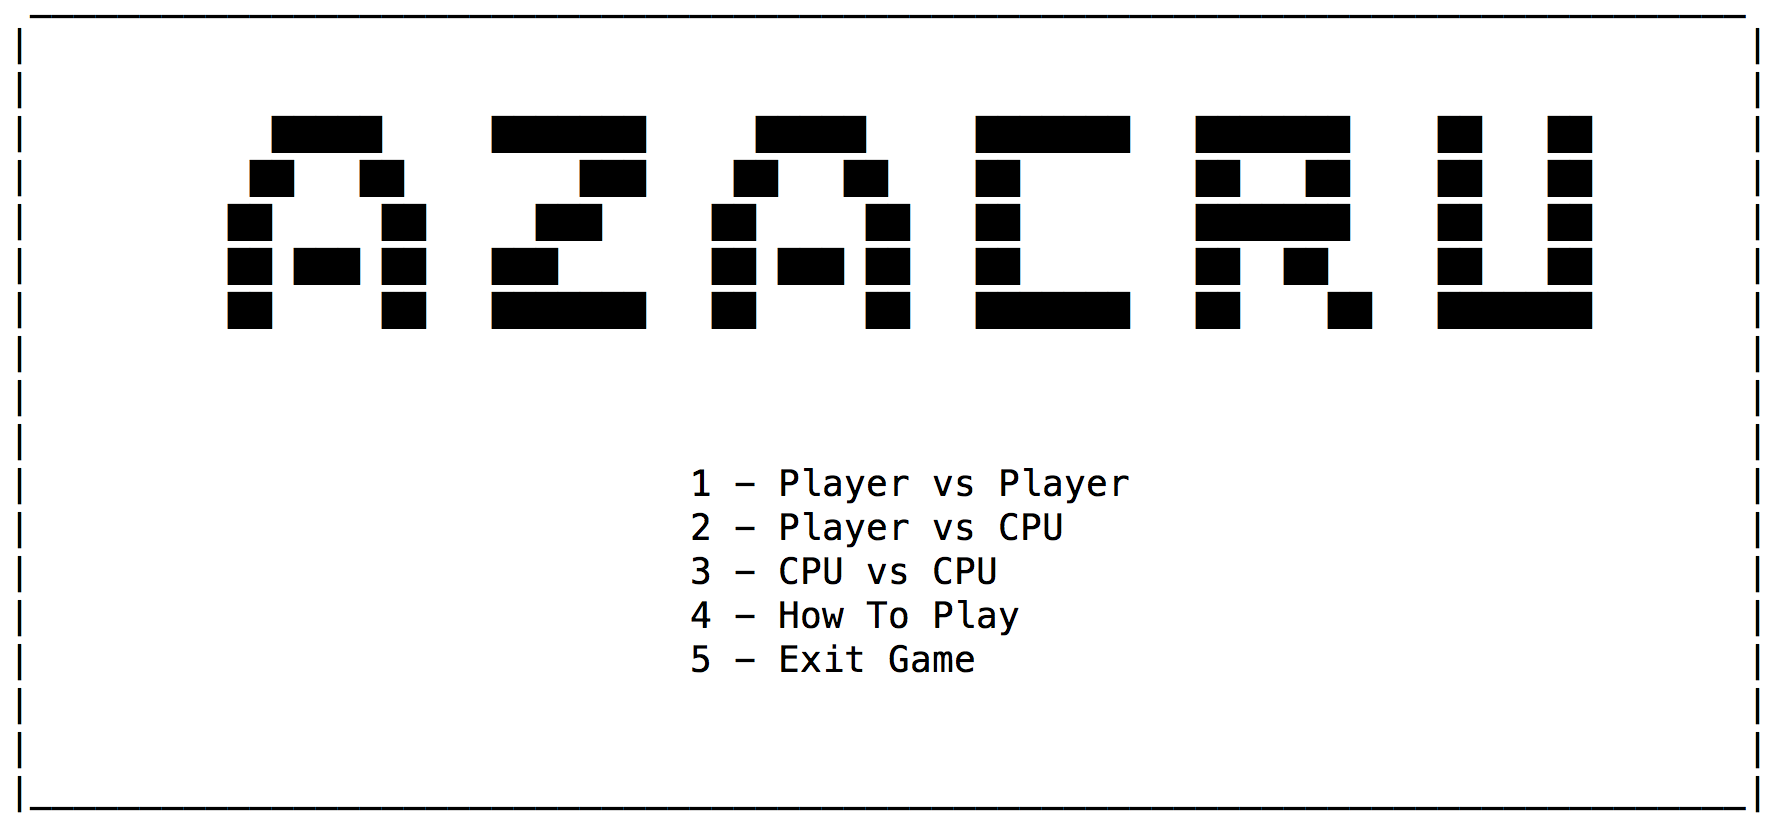 AZACRU
1 - Player vs Player
2 - Player vs CPU
3 - CPU vs CPU
4 - How To Play
5 - Exit Game